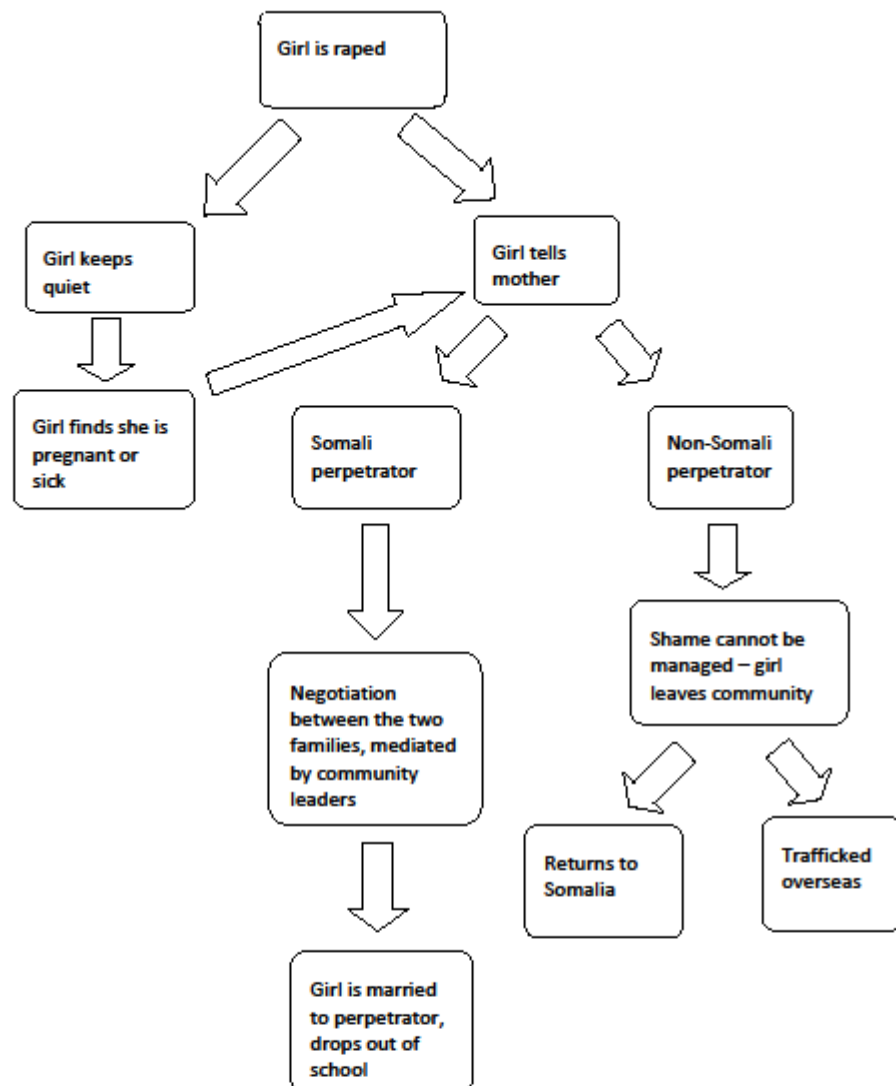 Girl is raped
Girl keeps
quiet
Girl tells
mother
Girl finds she is
pregnant or
sick
Somali
perpetrator
Non-Somali
perpetrator
Shame cannot be
managed – girl
leaves community
Negotiation
between the two
families, mediated
by community
leaders
Returns to
Somalia
Trafficked
overseas
Girl is married
to perpetrator,
drops out of
school